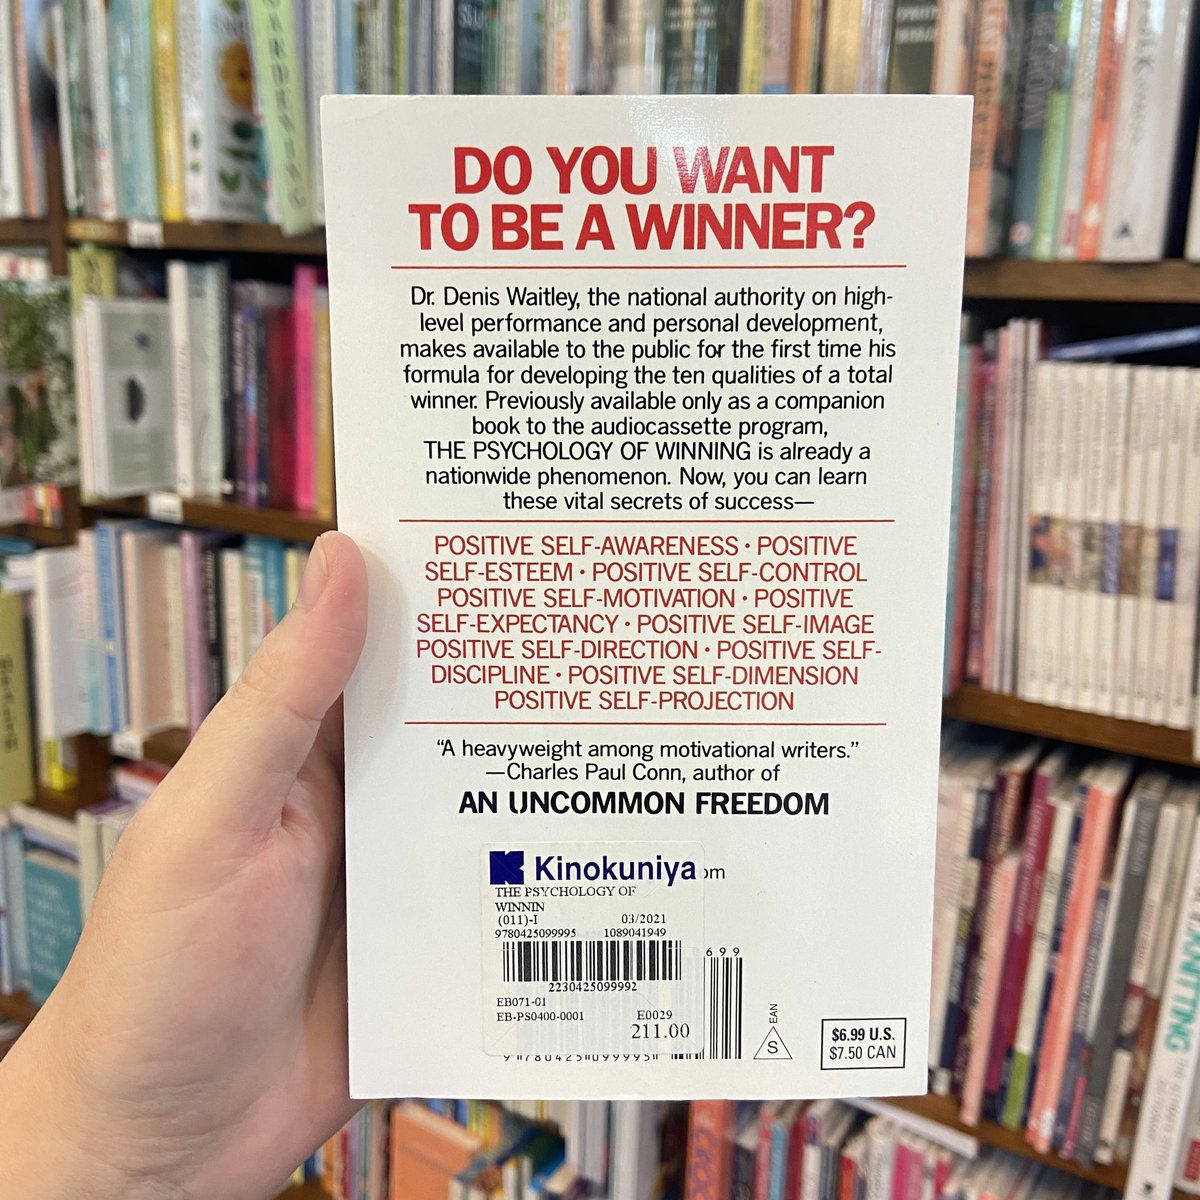 DO YOU WANT
TO BE A WINNER?
Dr. Denis Waitley, the national authority on high-
level performance and personal development,
makes available to the public for the first time his
formula for developing the ten qualities of a total
winner. Previously available only as a companion
book to the audiocassette program,
THE PSYCHOLOGY OF WINNING is already a
nationwide phenomenon. Now, you can learn
these vital secrets of success—
POSITIVE SELF-AWARENESS · POSITIVE
SELF-ESTEEM · POSITIVE SELF-CONTROL
POSITIVE SELF-MOTIVATION · POSITIVE
SELF-EXPECTANCY · POSITIVE SELF-IMAGE
POSITIVE SELF-DIRECTION · POSITIVE SELF-
DISCIPLINE · POSITIVE SELF-DIMENSION
POSITIVE SELF-PROJECTION
“A heavyweight among motivational writers.”
—Charles Paul Conn, author of
AN UNCOMMON FREEDOM
Kinokuniya om
THE PSYCHOLOGY OF
WINNIN
(011)-I 03/2021
9780425099995 1089041949
699
2230425099992
EB071-01
EB-PS0400-0001 E0029
211.00
9 780425 099995
EAN
S
$6.99 U.S.
$7.50 CAN